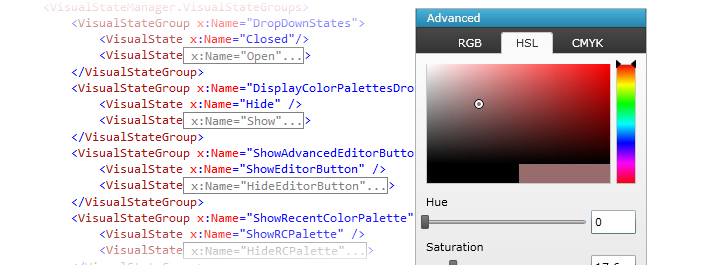 <VisualStateManager.VisualStateGroups>
<VisualStateGroup x:Name="DropDownStates">
<VisualState x:Name="Closed"/>
<VisualState x:Name="Open"...>
</VisualStateGroup>
<VisualStateGroup x:Name="DisplayColorPalettesDro
<VisualState x:Name="Hide" />
<VisualState x:Name="Show"...>
</VisualStateGroup>
<VisualStateGroup x:Name="ShowAdvancedEditorButto
<VisualState x:Name="ShowEditorButton" />
<VisualState x:Name="HideEditorButton"...>
</VisualStateGroup>
<VisualStateGroup x:Name="ShowRecentColorPalette"
<VisualState x:Name="ShowRCPalette" />
<VisualState x:Name="HideRCPalette"...>
</VisualStateGroup>
Advanced
RGB HSL CMYK
Hue
0
Saturation